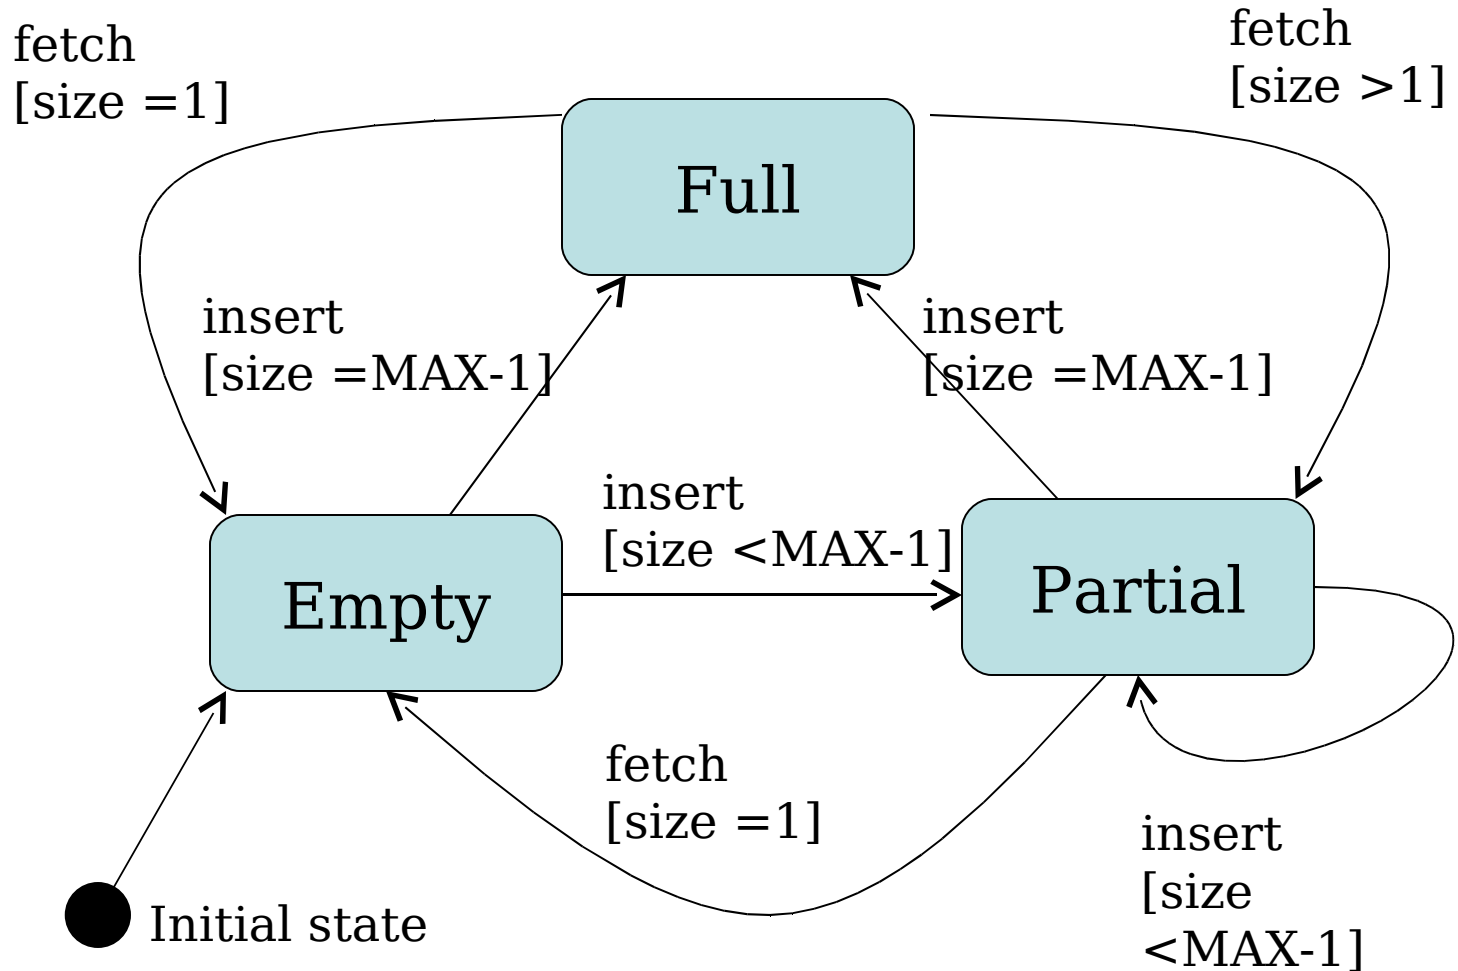 fetch
[size =1]
fetch
[size >1]
Full
insert
[size =MAX-1]
insert
[size =MAX-1]
insert
[size <MAX-1]
Empty
Partial
fetch
[size =1]
insert
[size
<MAX-1]
Initial state